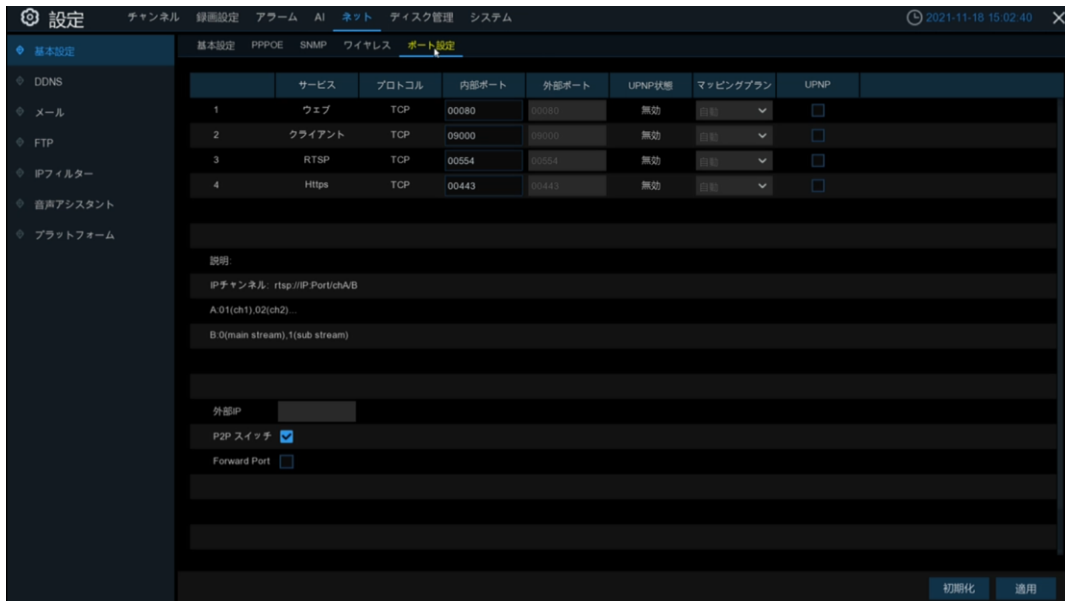 設定 チャンネル 録画設定 アラーム AI ネット ディスク管理 システム 2021-11-18 15:02:40
基本設定 PPPOE SNMP ワイヤレス ポート設定
基本設定
DDNS
メール
FTP
IPフィルター
音声アシスタント
プラットフォーム
サービス プロトコル 内部ポート 外部ポート UPNP状態 マッピングプラン UPNP
1 ウェブ TCP 00080 00080 無効 自動
2 クライアント TCP 09000 09000 無効 自動
3 RTSP TCP 00554 00554 無効 自動
4 Https TCP 00443 00443 無効 自動
説明:
IPチャンネル: rtsp://IP:Port/chA/B
A:01(ch1),02(ch2)...
B:0(main stream),1(sub stream)
外部IP
P2P スイッチ
Forward Port
初期化 適用